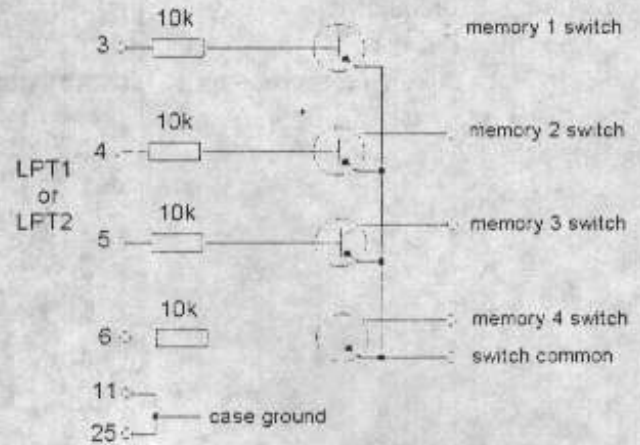 10k
3
memory 1 switch
10k
4
memory 2 switch
LPT1
or
LPT2
10k
5
memory 3 switch
10k
6
memory 4 switch
switch common
11
case ground
25